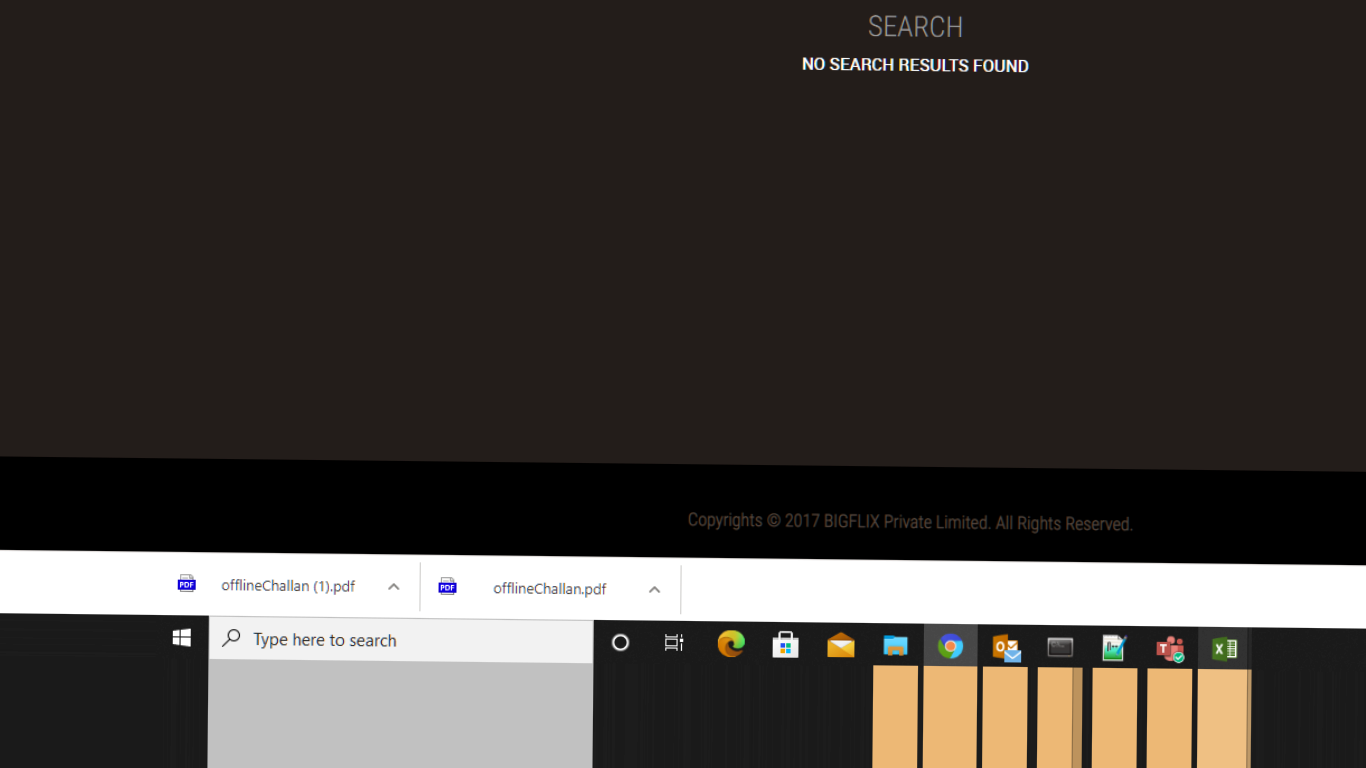 SEARCH
NO SEARCH RESULTS FOUND
Copyrights © 2017 BIGFLIX Private Limited. All Rights Reserved.
PDF offlineChallan (1).pdf PDF offlineChallan.pdf
Type here to search